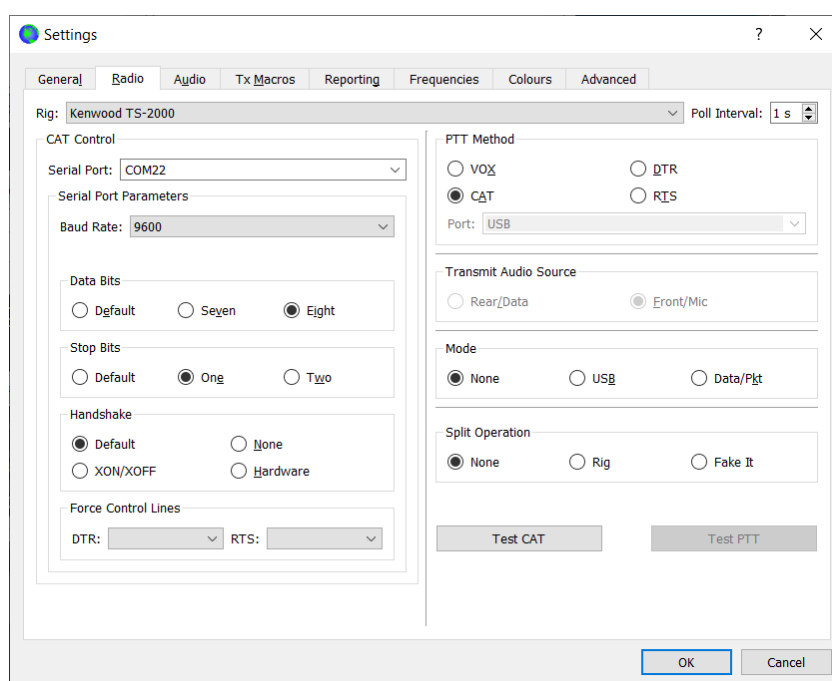 Settings
?
General Radio Audio Tx Macros Reporting Frequencies Colours Advanced
Rig: Kenwood TS-2000 Poll Interval: 1 s
CAT Control
Serial Port: COM22
Serial Port Parameters
Baud Rate: 9600
Data Bits
Default Seven Eight
Stop Bits
Default One Two
Handshake
Default None
XON/XOFF Hardware
Force Control Lines
DTR: RTS:
PTT Method
VOX DTR
CAT RTS
Port: USB
Transmit Audio Source
Rear/Data Front/Mic
Mode
None USB Data/Pkt
Split Operation
None Rig Fake It
Test CAT Test PTT
OK Cancel